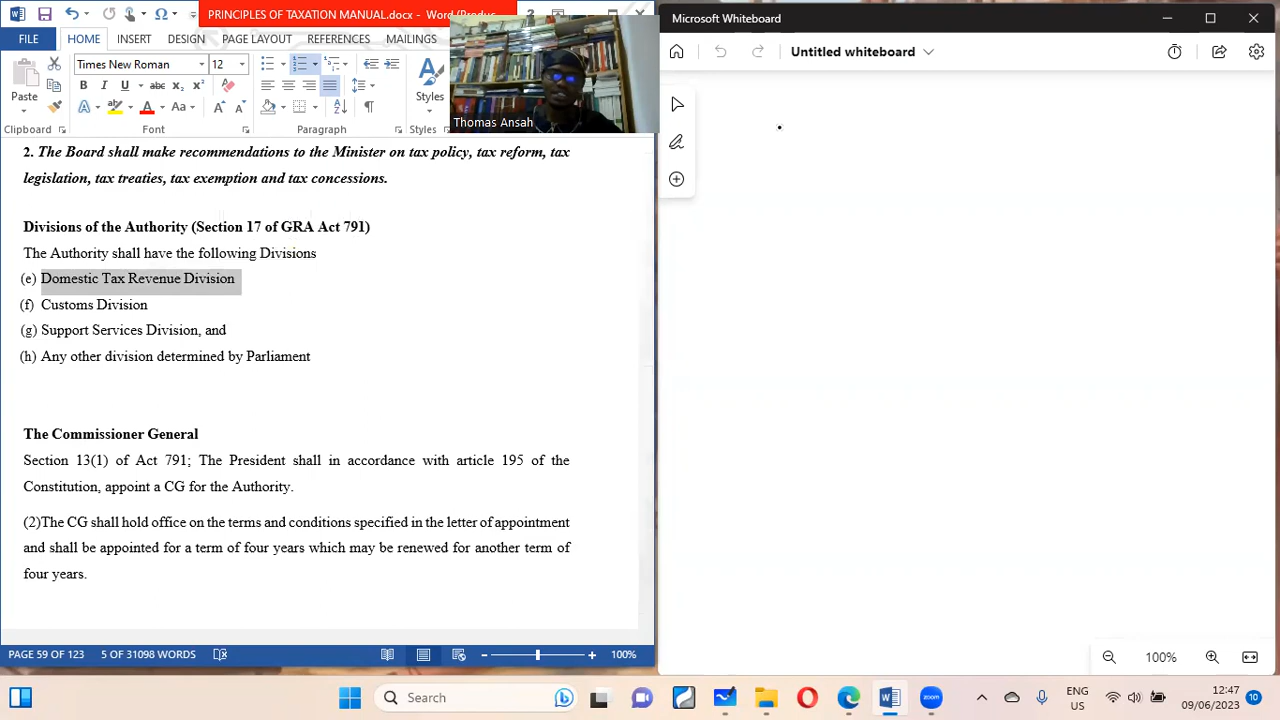 PRINCIPLES OF TAXATION MANUAL.docx - Word (Produc
Microsoft Whiteboard
FILE HOME INSERT DESIGN PAGE LAYOUT REFERENCES MAILINGS
Untitled whiteboard
Times New Roman 12
Paste
Styles
Clipboard Font Paragraph Styles
Thomas Ansah
2. The Board shall make recommendations to the Minister on tax policy, tax reform, tax
legislation, tax treaties, tax exemption and tax concessions.
Divisions of the Authority (Section 17 of GRA Act 791)
The Authority shall have the following Divisions
(e) Domestic Tax Revenue Division
(f) Customs Division
(g) Support Services Division, and
(h) Any other division determined by Parliament
The Commissioner General
Section 13(1) of Act 791; The President shall in accordance with article 195 of the
Constitution, appoint a CG for the Authority.
(2)The CG shall hold office on the terms and conditions specified in the letter of appointment
and shall be appointed for a term of four years which may be renewed for another term of
four years.
PAGE 59 OF 123 5 OF 31098 WORDS 100%
100%
Search
zoom
ENG
US
12:47
09/06/2023
10